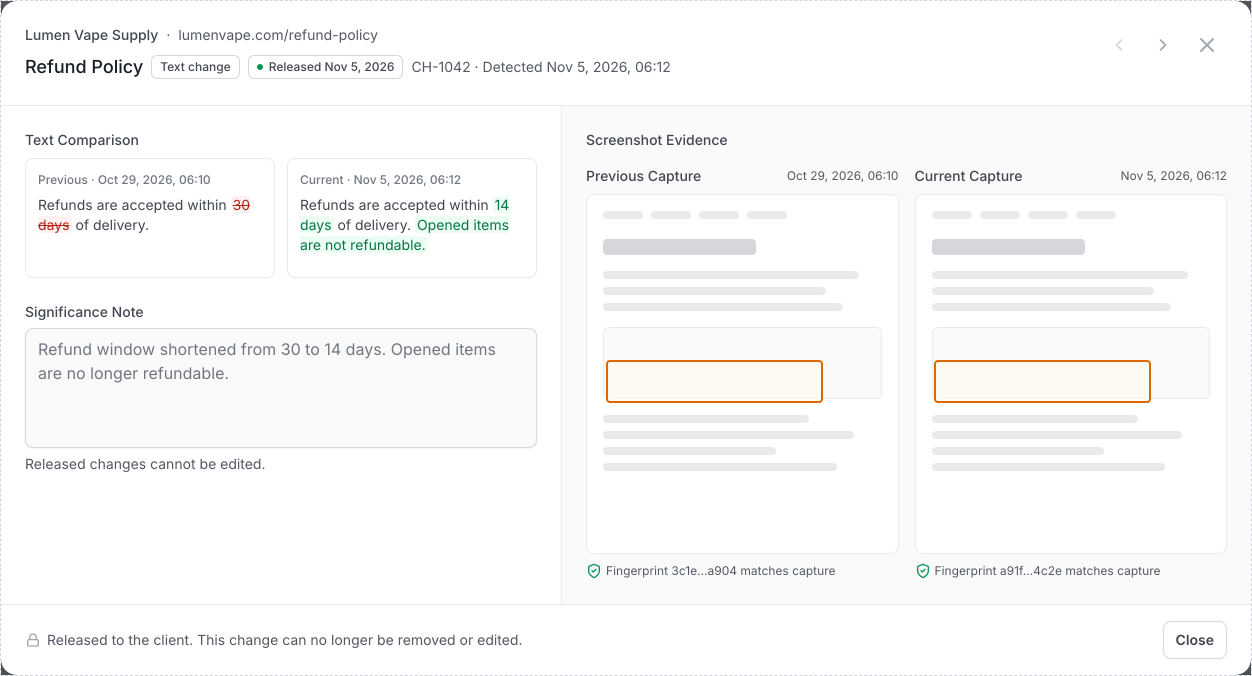 Lumen Vape Supply · lumenvape.com/refund-policy
Refund Policy Text change Released Nov 5, 2026 CH-1042 · Detected Nov 5, 2026, 06:12
Text Comparison
Previous · Oct 29, 2026, 06:10
Refunds are accepted within 30
days of delivery.
Current · Nov 5, 2026, 06:12
Refunds are accepted within 14
days of delivery. Opened items
are not refundable.
Significance Note
Refund window shortened from 30 to 14 days. Opened items
are no longer refundable.
Released changes cannot be edited.
Screenshot Evidence
Previous Capture Oct 29, 2026, 06:10
Fingerprint 3c1e...a904 matches capture
Current Capture Nov 5, 2026, 06:12
Fingerprint a91f...4c2e matches capture
Released to the client. This change can no longer be removed or edited.
Close